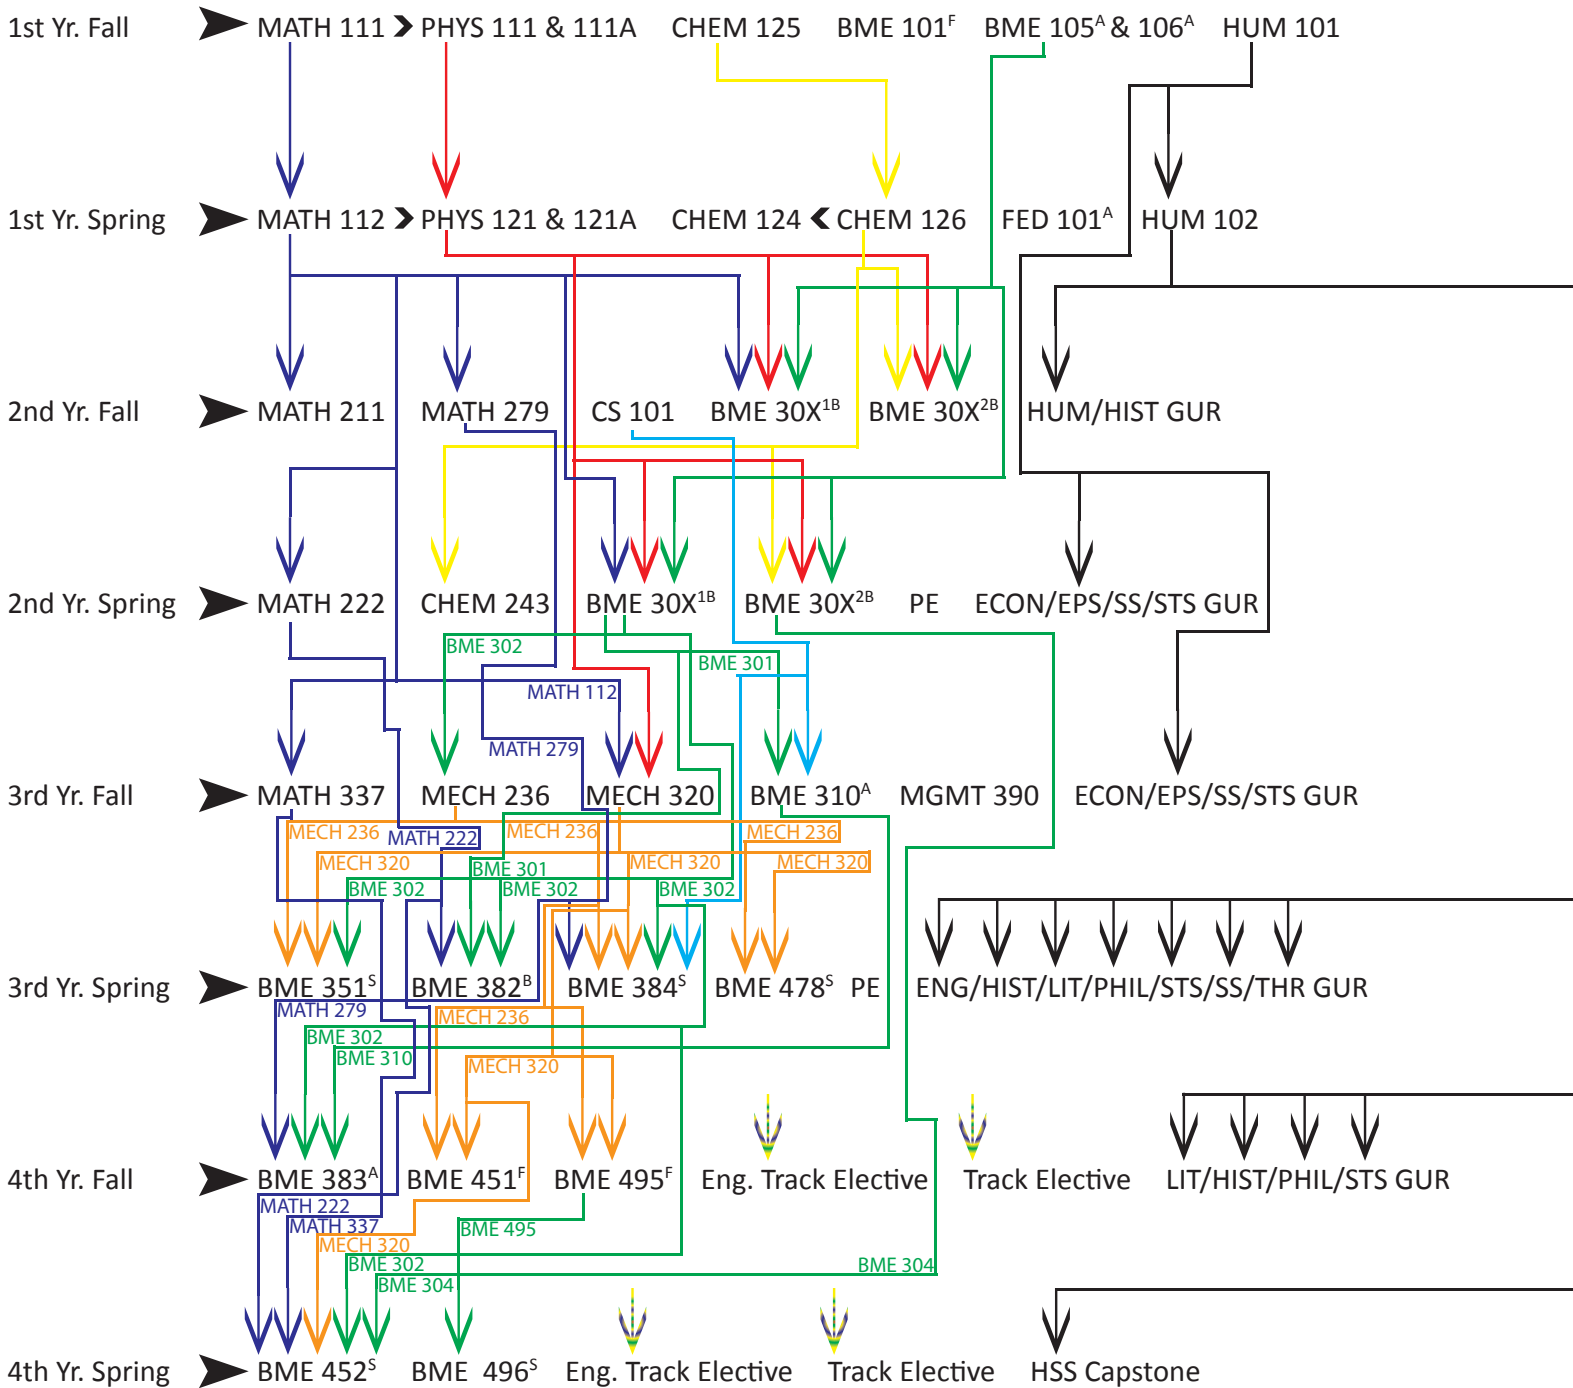 1st Yr. Fall MATH 111 PHYS 111 & 111A CHEM 125 BME 101F BME 105A & 106A HUM 101
1st Yr. Spring MATH 112 PHYS 121 & 121A CHEM 124 CHEM 126 FED 101A HUM 102
2nd Yr. Fall MATH 211 MATH 279 CS 101 BME 30X1B BME 30X2B HUM/HIST GUR
2nd Yr. Spring MATH 222 CHEM 243 BME 30X1B BME 30X2B PE ECON/EPS/SS/STS GUR
BME 302
BME 301
MATH 112
MATH 279
3rd Yr. Fall MATH 337 MECH 236 MECH 320 BME 310A MGMT 390 ECON/EPS/SS/STS GUR
MECH 236 MATH 222 MECH 236 MECH 236
MECH 320 BME 301 MECH 320 MECH 320
BME 302 BME 302 BME 302
3rd Yr. Spring BME 351S BME 382B BME 384S BME 478S PE ENG/HIST/LIT/PHIL/STS/SS/THR GUR
MATH 279 MECH 236
BME 302
BME 310 MECH 320
4th Yr. Fall BME 383A BME 451F BME 495F Eng. Track Elective Track Elective LIT/HIST/PHIL/STS GUR
MATH 222
MATH 337 BME 495
MECH 320
BME 302 BME 304
BME 304
4th Yr. Spring BME 452S BME 496S Eng. Track Elective Track Elective HSS Capstone